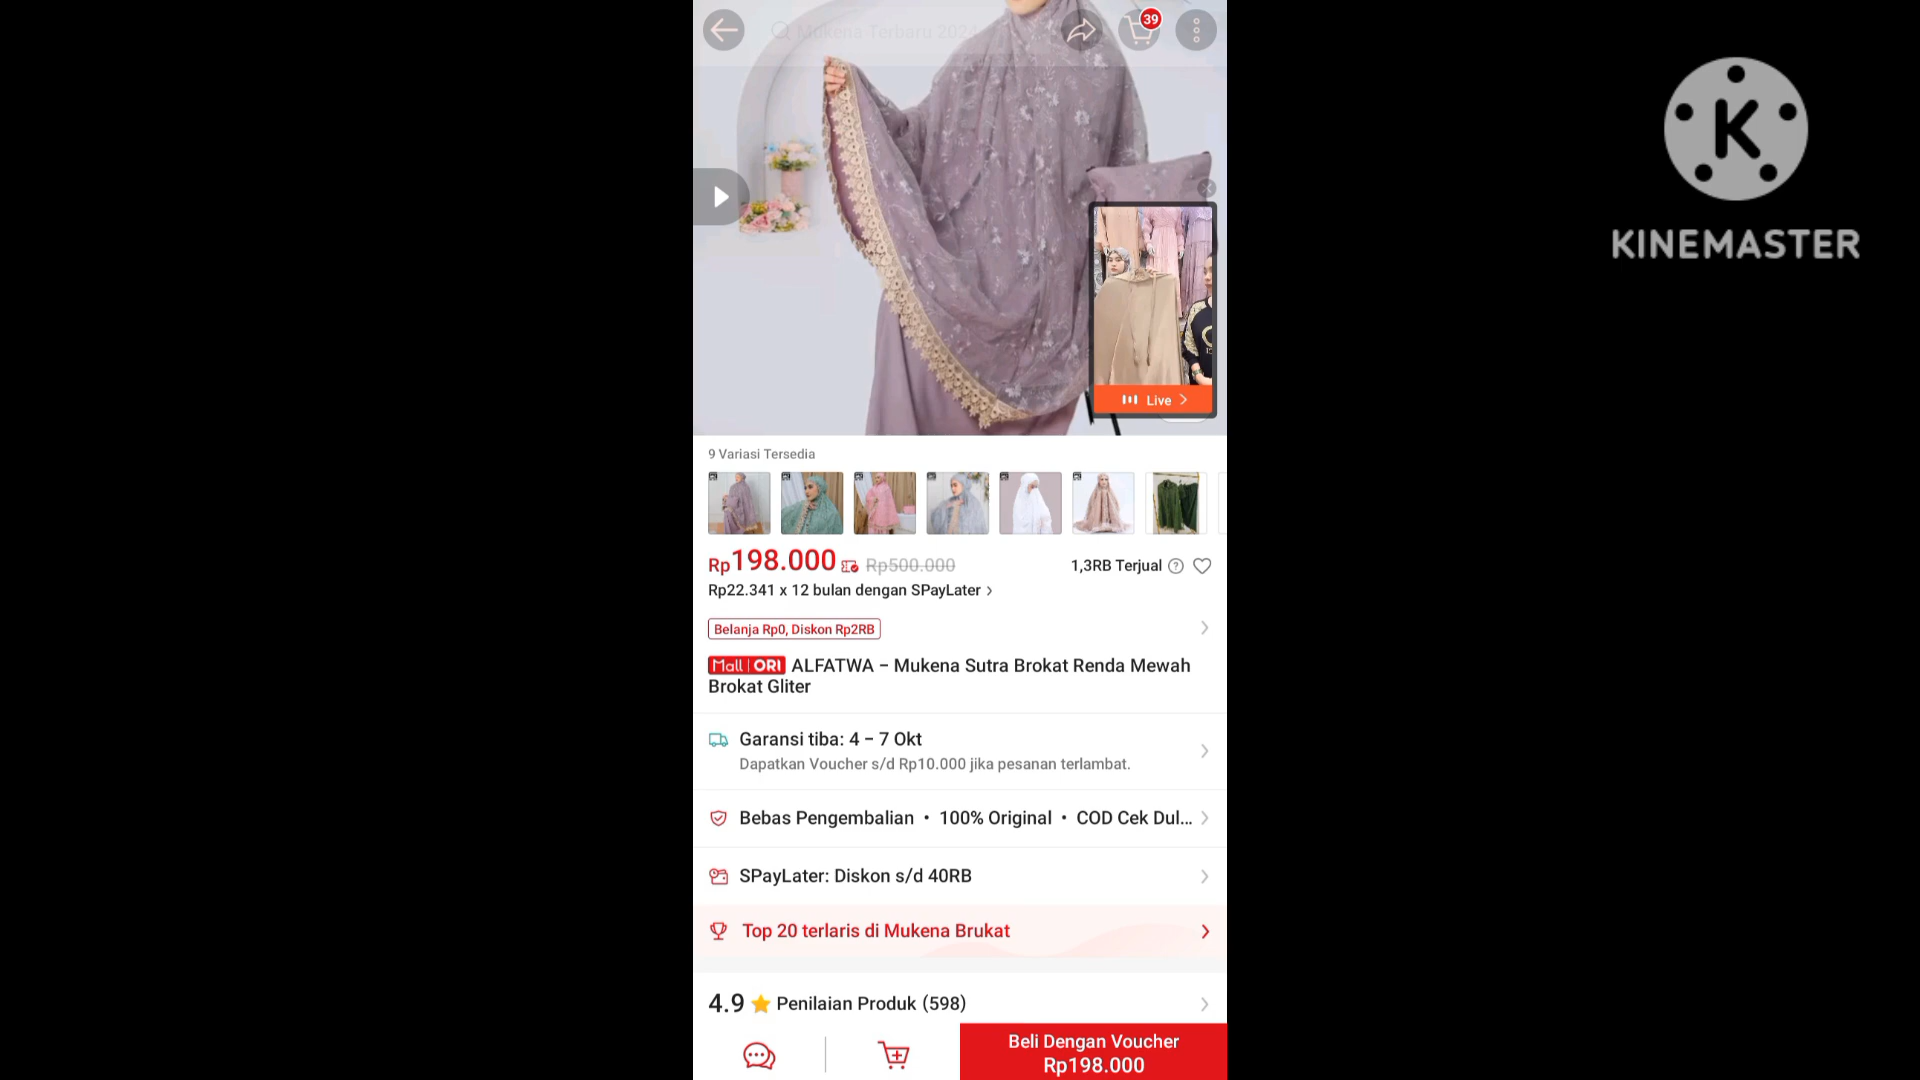 Mukena Terbaru 2024
39
Live
9 Variasi Tersedia
Rp198.000 Rp500.000
1,3RB Terjual
Rp22.341 x 12 bulan dengan SPayLater
Belanja Rp0, Diskon Rp2RB
Mall | ORI ALFATWA - Mukena Sutra Brokat Renda Mewah
Brokat Gliter
Garansi tiba: 4 - 7 Okt
Dapatkan Voucher s/d Rp10.000 jika pesanan terlambat.
Bebas Pengembalian • 100% Original • COD Cek Dul...
SPayLater: Diskon s/d 40RB
Top 20 terlaris di Mukena Brukat
4.9 Penilaian Produk (598)
Beli Dengan Voucher
Rp198.000
K
KINEMASTER